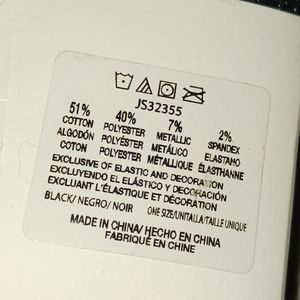 JS32355
51% 40% 7% 2%
COTTON POLYESTER METALLIC SPANDEX
ALGODÓN POLYÉSTER METÁLICO ELASTANO
COTON POLYESTER MÉTALLIQUE ÉLASTHANNE
EXCLUSIVE OF ELASTIC AND DECORATION
EXCLUYENDO EL ELÁSTICO Y DECORACIÓN
EXCLUANT L'ÉLASTIQUE ET DÉCORATION
BLACK/ NEGRO/ NOIR ONE SIZE/UNITALLA/TAILLE UNIQUE
MADE IN CHINA/ HECHO EN CHINA
FABRIQUÉ EN CHINE